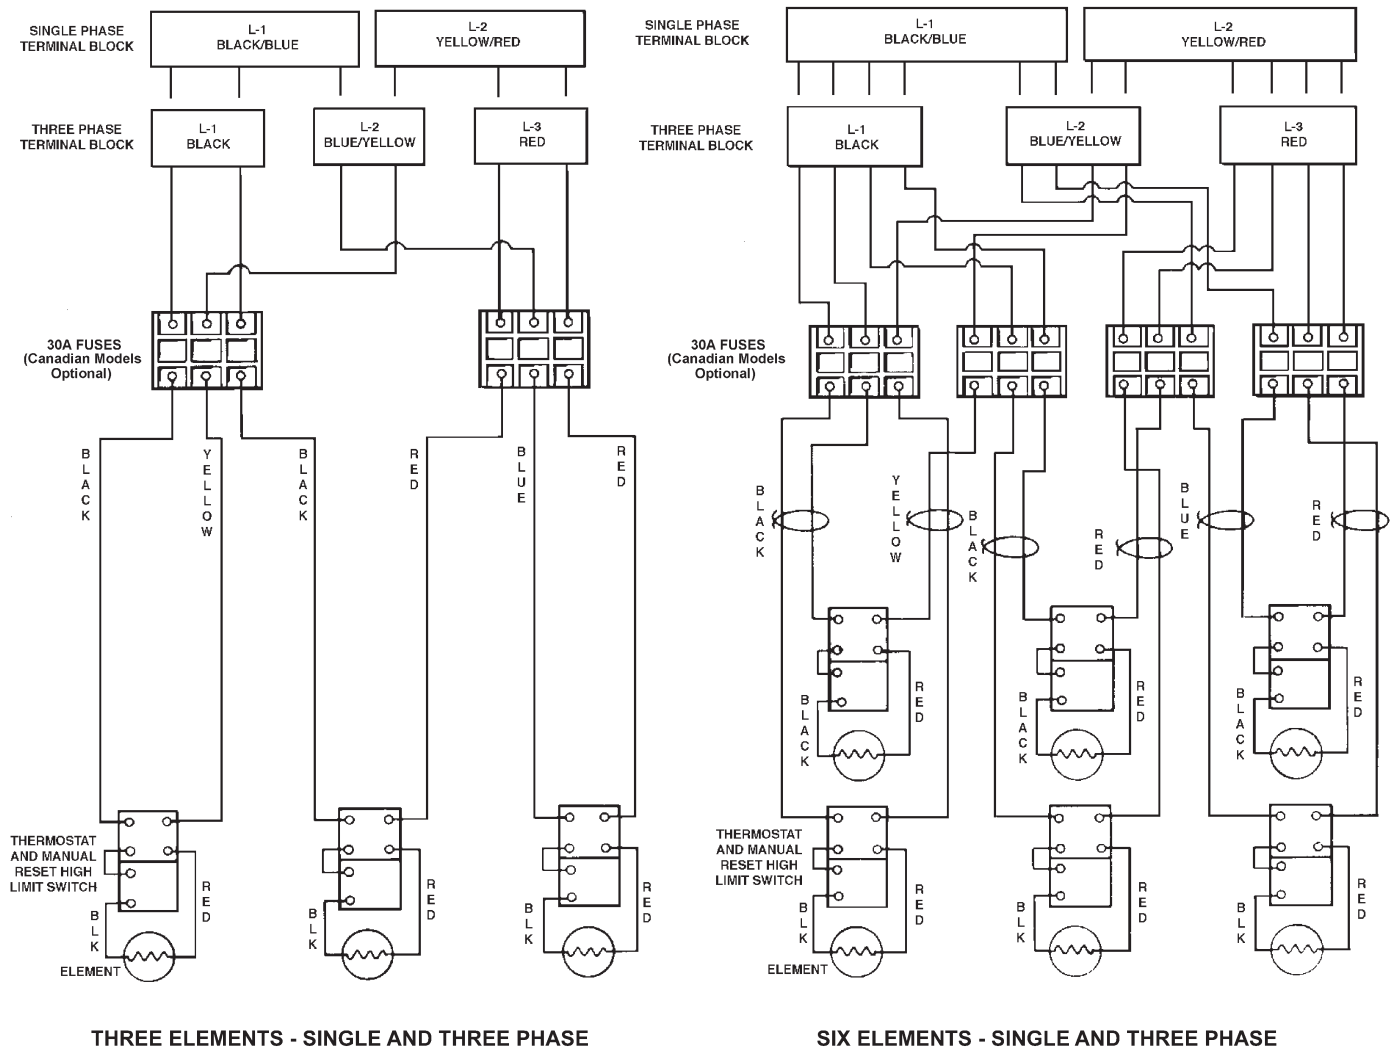 SINGLE PHASE
TERMINAL BLOCK
L-1
BLACK/BLUE
L-2
YELLOW/RED
THREE PHASE
TERMINAL BLOCK
L-1
BLACK
L-2
BLUE/YELLOW
L-3
RED
30A FUSES
(Canadian Models
Optional)
BLACK
YELLOW
BLACK
RED
BLUE
RED
THERMOSTAT
AND MANUAL
RESET HIGH
LIMIT SWITCH
BLK
RED
BLK
RED
BLK
RED
ELEMENT
THREE ELEMENTS - SINGLE AND THREE PHASE
SINGLE PHASE
TERMINAL BLOCK
L-1
BLACK/BLUE
L-2
YELLOW/RED
THREE PHASE
TERMINAL BLOCK
L-1
BLACK
L-2
BLUE/YELLOW
L-3
RED
30A FUSES
(Canadian Models
Optional)
BLACK
YELLOW
BLACK
RED
BLUE
RED
BLACK
RED
BLACK
RED
BLACK
RED
THERMOSTAT
AND MANUAL
RESET HIGH
LIMIT SWITCH
BLK
RED
BLK
RED
BLK
RED
ELEMENT
SIX ELEMENTS - SINGLE AND THREE PHASE